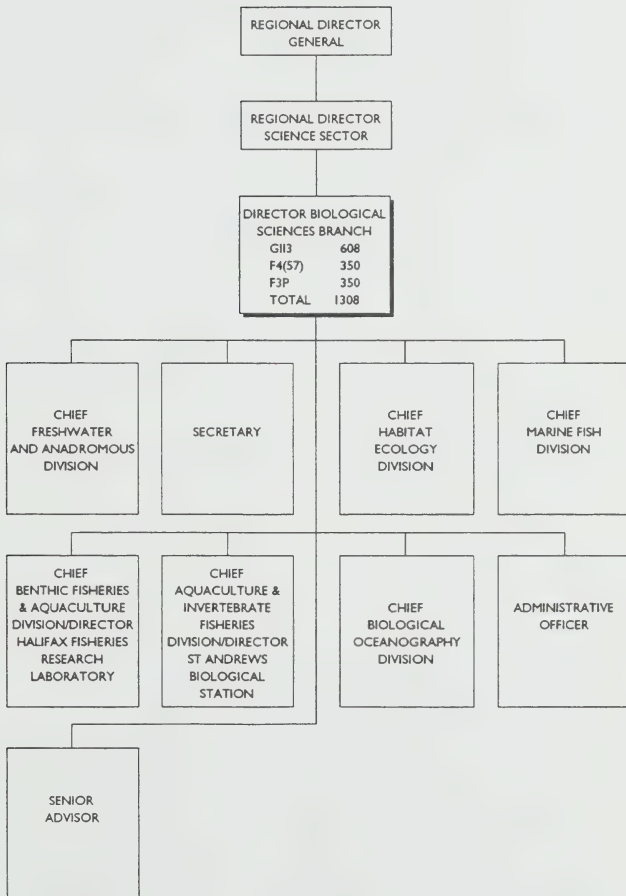 REGIONAL DIRECTOR
GENERAL
REGIONAL DIRECTOR
SCIENCE SECTOR
DIRECTOR BIOLOGICAL
SCIENCES BRANCH
GII3 608
F4(57) 350
F3P 350
TOTAL 1308
CHIEF
FRESHWATER
AND ANADROMOUS
DIVISION
SECRETARY
CHIEF
HABITAT
ECOLOGY
DIVISION
CHIEF
MARINE FISH
DIVISION
CHIEF
BENTHIC FISHERIES
& AQUACULTURE
DIVISION/DIRECTOR
HALIFAX FISHERIES
RESEARCH
LABORATORY
CHIEF
AQUACULTURE &
INVERTEBRATE
FISHERIES
DIVISION/DIRECTOR
ST ANDREWS
BIOLOGICAL
STATION
CHIEF
BIOLOGICAL
OCEANOGRAPHY
DIVISION
ADMINISTRATIVE
OFFICER
SENIOR
ADVISOR